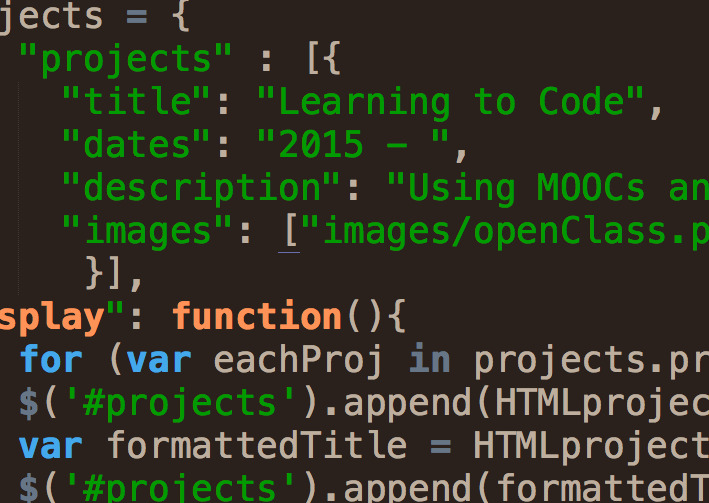 jects = {
"projects" : [{
"title": "Learning to Code",
"dates": "2015 - ",
"description": "Using MOOCs an
"images": ["images/openClass.p
}],
splay": function(){
for (var eachProj in projects.pr
$('#projects').append(HTMLprojec
var formattedTitle = HTMLproject
$('#projects').append(formattedT